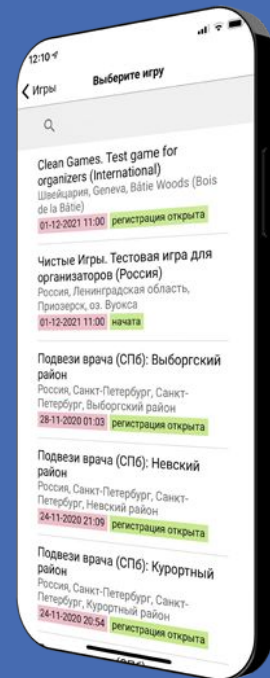 12:10
Игры
Выберите игру
Clean Games. Test game for
organizers (International)
Швейцария, Geneva, Bâtie Woods (Bois
de la Bâtie)
01-12-2021 11:00 регистрация открыта
Чистые Игры. Тестовая игра для
организаторов (Россия)
Россия, Ленинградская область,
Приозерск, оз. Вуокса
01-12-2021 11:00 начата
Подвези врача (СПб): Выборгский
район
Россия, Санкт-Петербург, Санкт-
Петербург, Выборгский район
28-11-2020 01:03 регистрация открыта
Подвези врача (СПб): Невский
район
Россия, Санкт-Петербург, Санкт-
Петербург, Невский район
24-11-2020 21:09 регистрация открыта
Подвези врача (СПб): Курортный
район
Россия, Санкт-Петербург, Санкт-
Петербург, Курортный район
24-11-2020 20:54 регистрация открыта